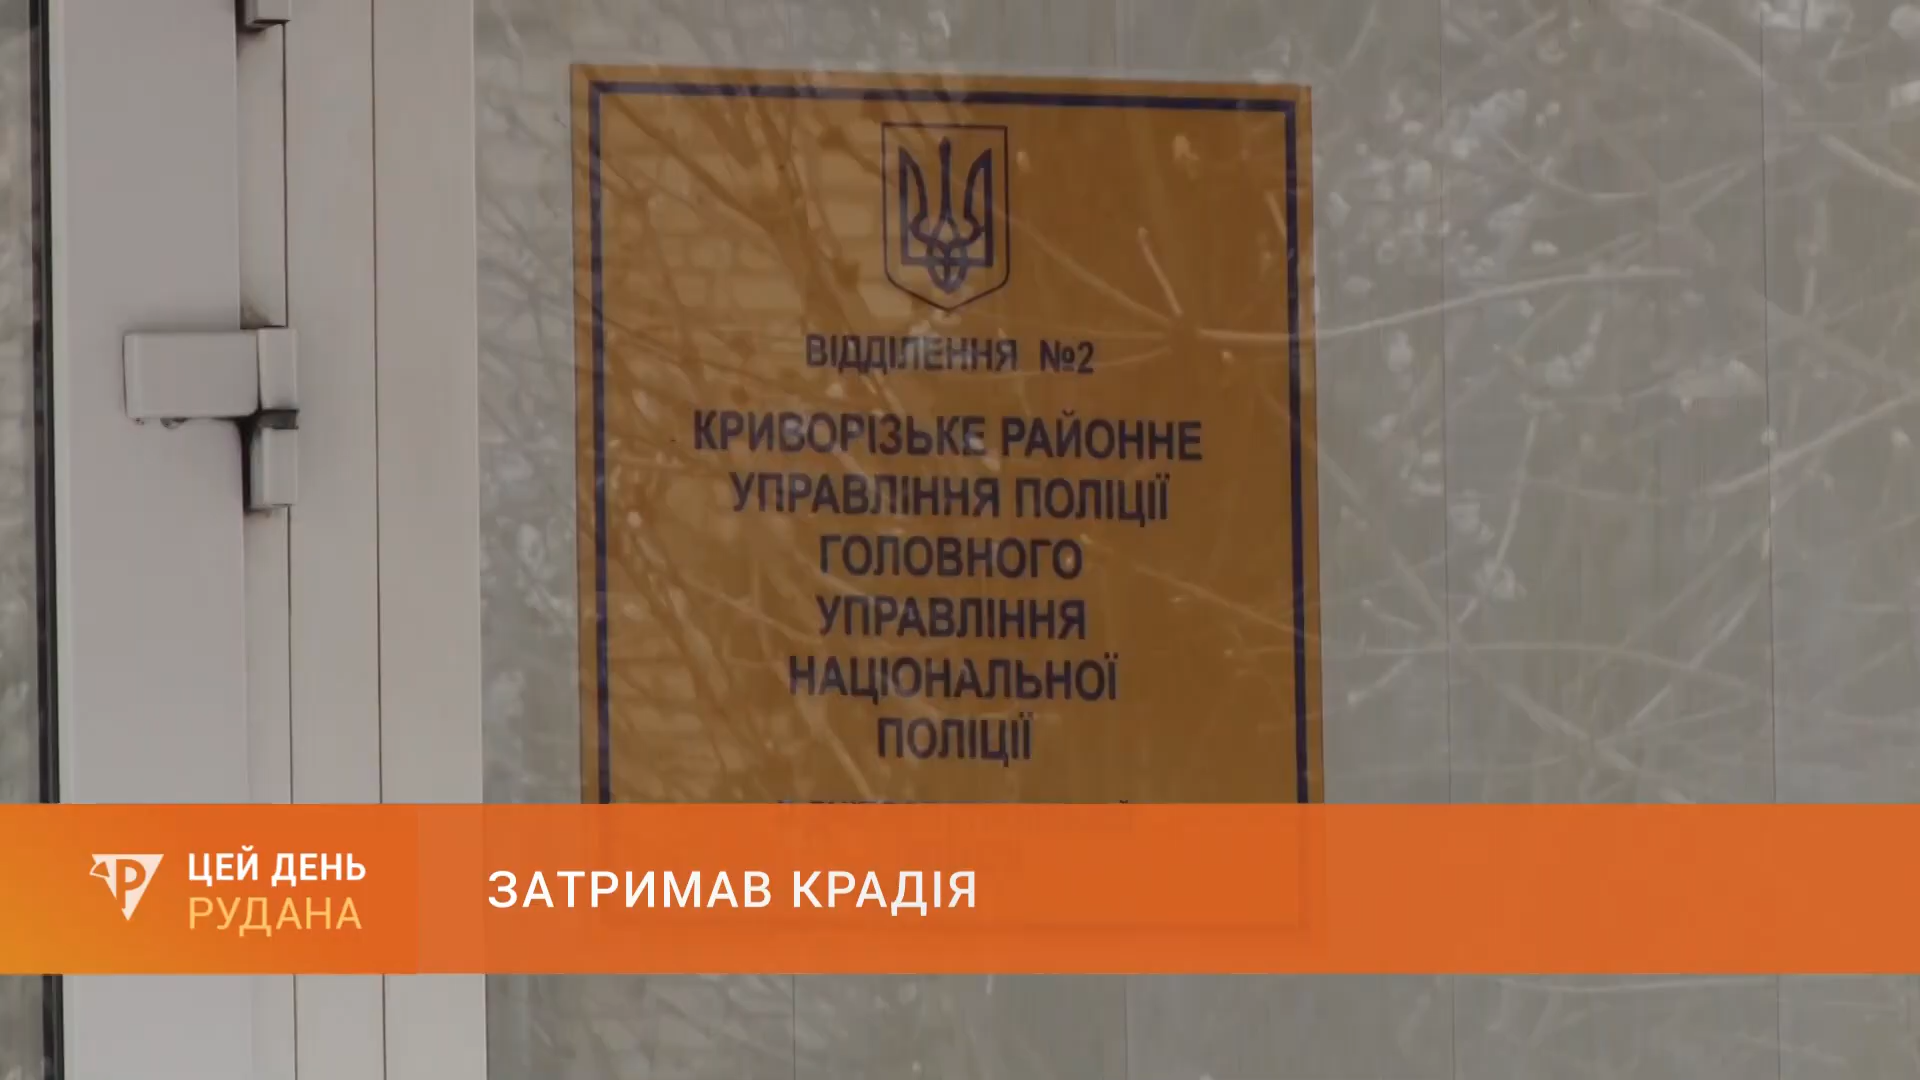 ВІДДІЛЕННЯ №2
КРИВОРІЗЬКЕ РАЙОННЕ
УПРАВЛІННЯ ПОЛІЦІЇ
ГОЛОВНОГО
УПРАВЛІННЯ
НАЦІОНАЛЬНОЇ
ПОЛІЦІЇ
ЦЕЙ ДЕНЬ
РУДАНА
ЗАТРИМАВ КРАДІЯ